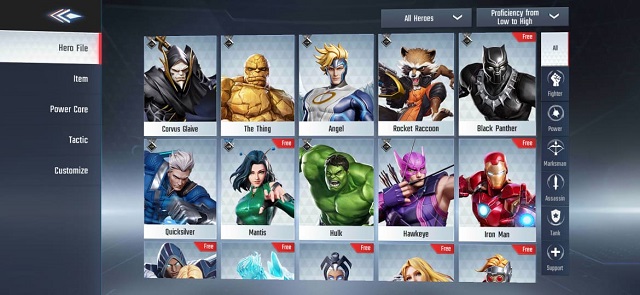 All Heroes
Proficiency from
Low to High
Hero File
Item
Power Core
Tactic
Customize
Free
Corvus Glaive
The Thing
Angel
Rocket Raccoon
Black Panther
Free
Free
Quicksilver
Mantis
Hulk
Hawkeye
Iron Man
Free
Free
Free
Free
Free
All
Fighter
Power
Marksman
Assassin
Tank
Support